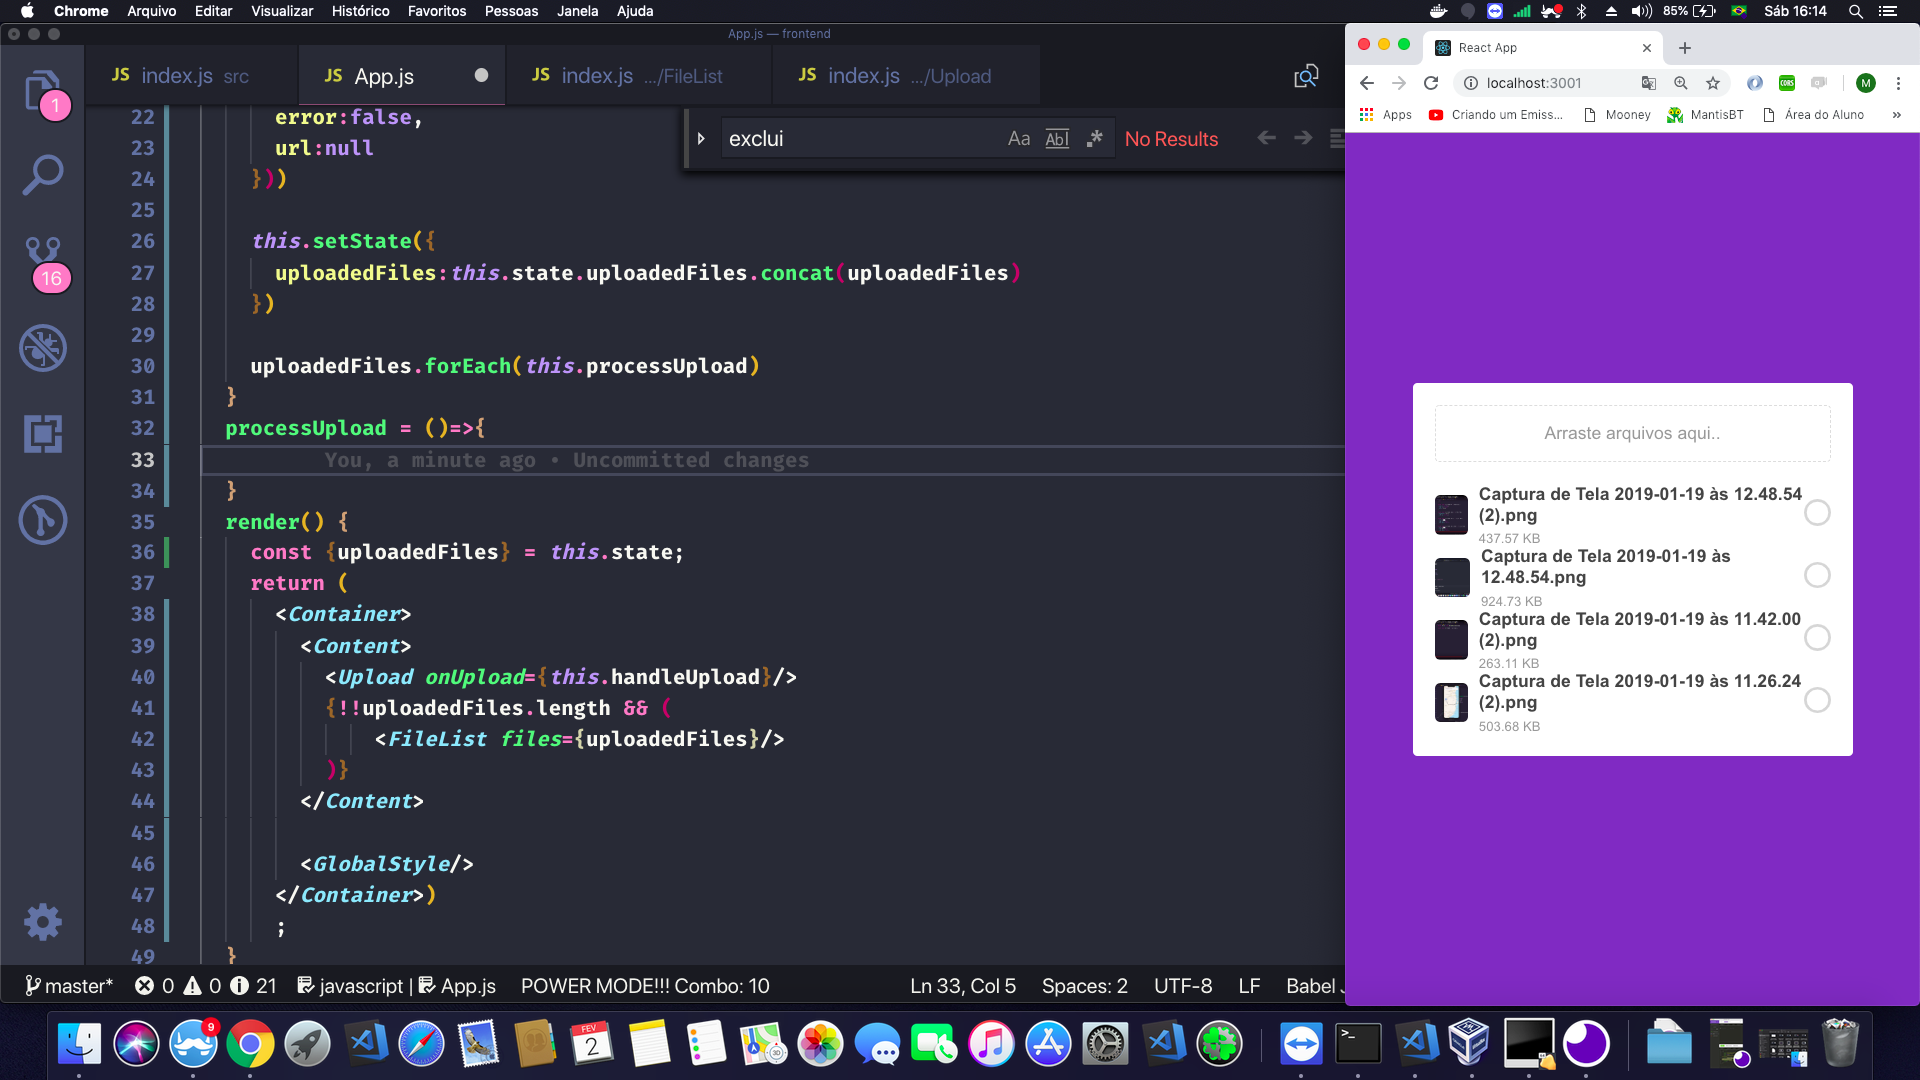 Chrome Arquivo Editar Visualizar Histórico Favoritos Pessoas Janela Ajuda 85% Sáb 16:14
App.js — frontend
JS index.js src JS App.js JS index.js .../FileList JS index.js .../Upload
1
16
exclui Aa Abl .* No Results
22 error:false,
23 url:null
24 }))
25
26 this.setState({
27 uploadedFiles:this.state.uploadedFiles.concat(uploadedFiles)
28 })
29
30 uploadedFiles.forEach(this.processUpload)
31 }
32 processUpload = ()=>{
33 You, a minute ago • Uncommitted changes
34 }
35 render() {
36 const {uploadedFiles} = this.state;
37 return (
38 <Container>
39 <Content>
40 <Upload onUpload={this.handleUpload}/>
41 {!!uploadedFiles.length && (
42 <FileList files={uploadedFiles}/>
43 )}
44 </Content>
45
46 <GlobalStyle/>
47 </Container>)
48 ;
49 }
master* 0 0 21 javascript | App.js POWER MODE!!! Combo: 10 Ln 33, Col 5 Spaces: 2 UTF-8 LF Babel
React App
localhost:3001 CORS M
Apps Criando um Emiss... Mooney MantisBT Área do Aluno »
Arraste arquivos aqui..
Captura de Tela 2019-01-19 às 12.48.54
(2).png
437.57 KB
Captura de Tela 2019-01-19 às
12.48.54.png
924.73 KB
Captura de Tela 2019-01-19 às 11.42.00
(2).png
263.11 KB
Captura de Tela 2019-01-19 às 11.26.24
(2).png
503.68 KB
9
FEV
2
3D
>_